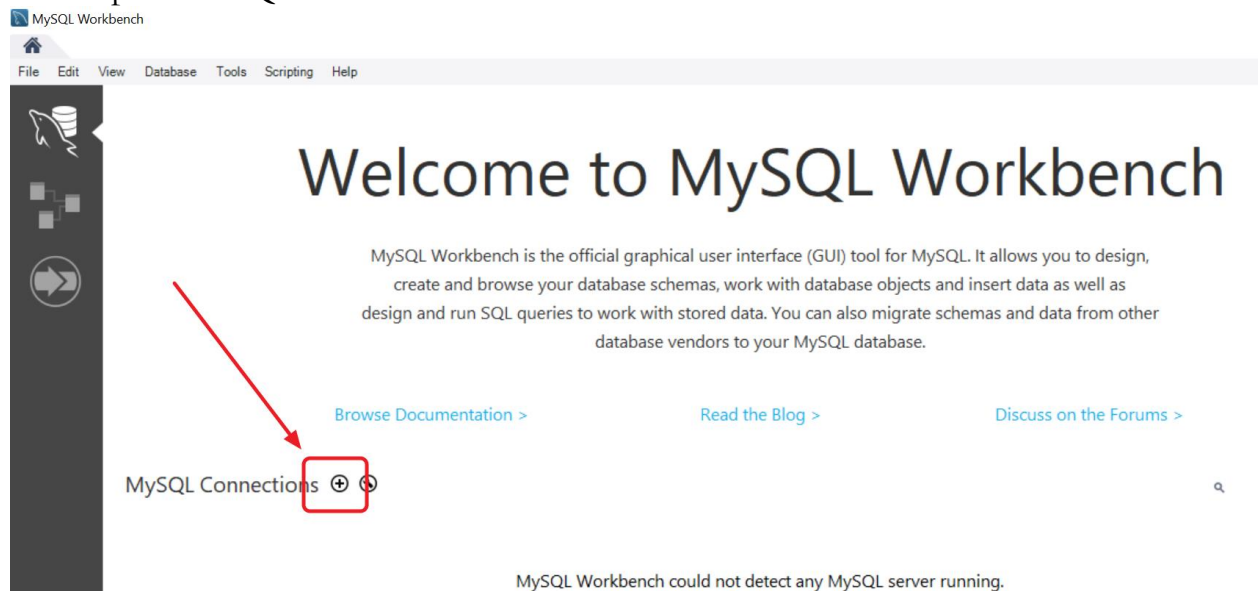 MySQL Workbench
File Edit View Database Tools Scripting Help
Welcome to MySQL Workbench
MySQL Workbench is the official graphical user interface (GUI) tool for MySQL. It allows you to design,
create and browse your database schemas, work with database objects and insert data as well as
design and run SQL queries to work with stored data. You can also migrate schemas and data from other
database vendors to your MySQL database.
Browse Documentation > Read the Blog > Discuss on the Forums >
MySQL Connections
MySQL Workbench could not detect any MySQL server running.